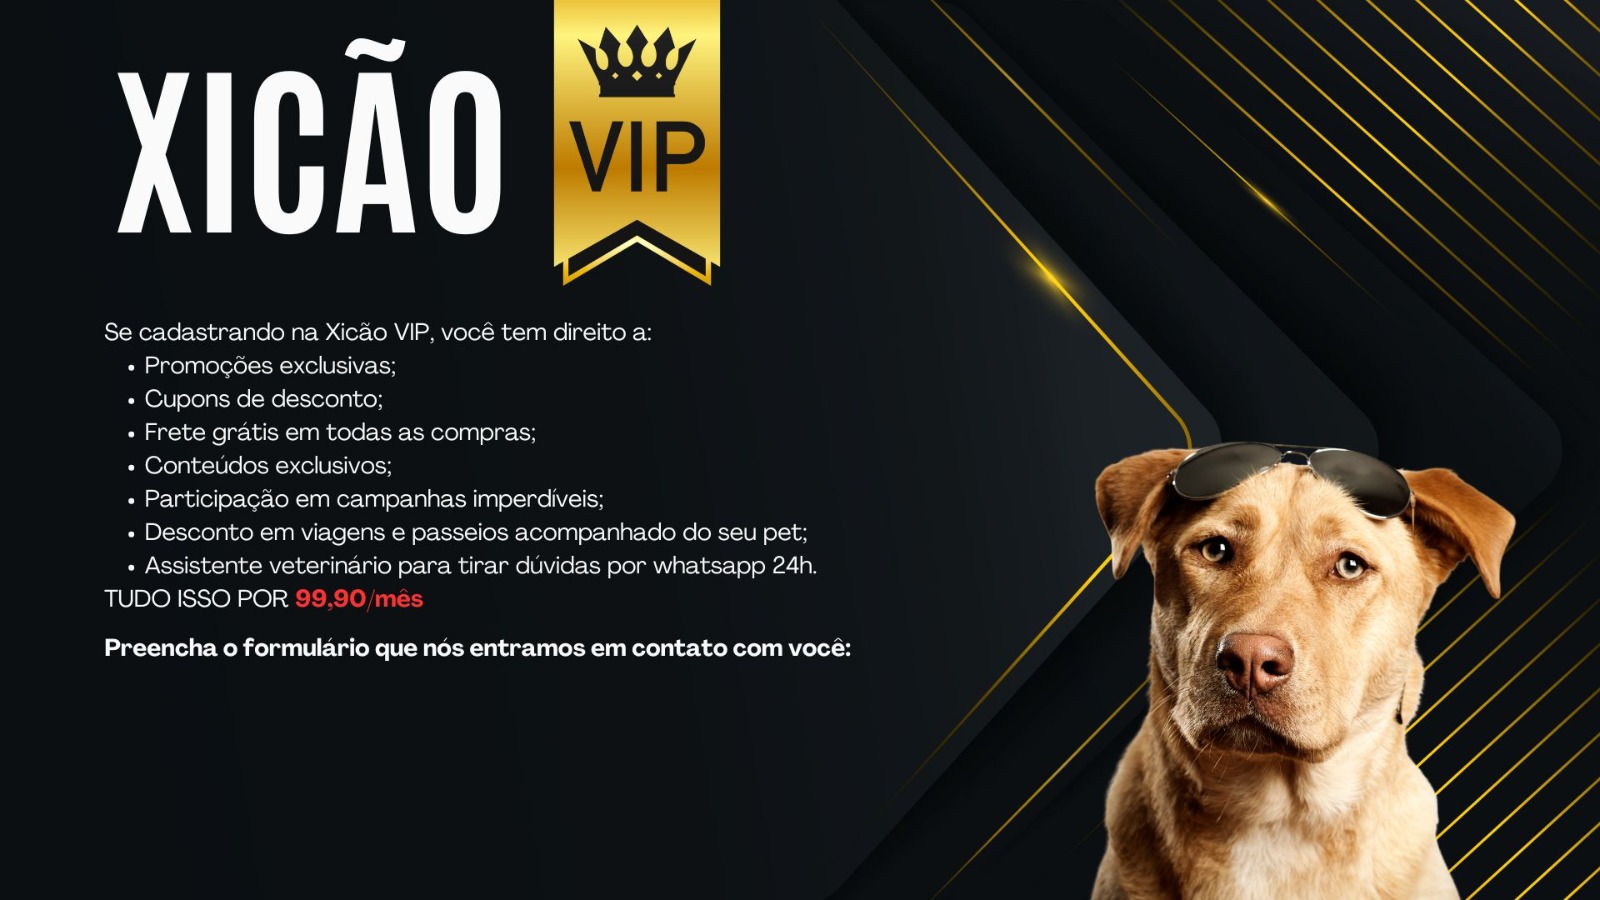 XICÃO
VIP
Se cadastrando na Xicão VIP, você tem direito a:
• Promoções exclusivas;
• Cupons de desconto;
• Frete grátis em todas as compras;
• Conteúdos exclusivos;
• Participação em campanhas imperdíveis;
• Desconto em viagens e passeios acompanhado do seu pet;
• Assistente veterinário para tirar dúvidas por whatsapp 24h.
TUDO ISSO POR 99,90/mês
Preencha o formulário que nós entramos em contato com você: